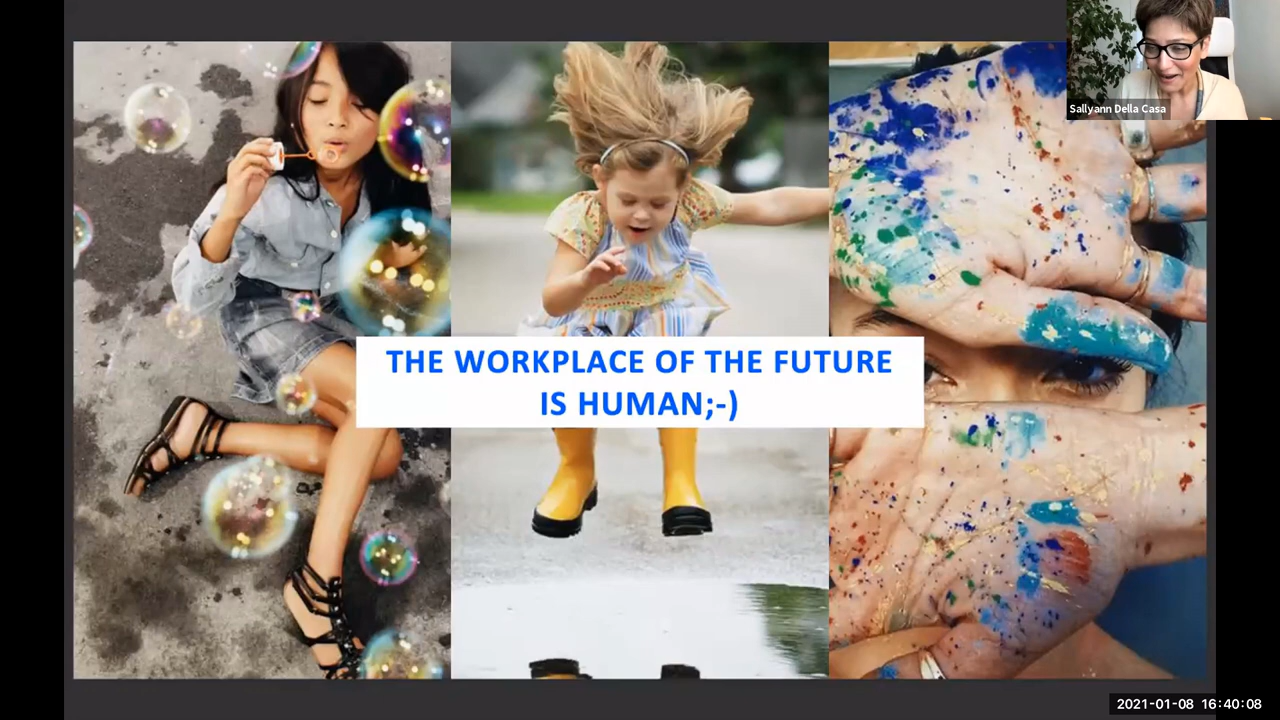 Sallyann Della Casa
THE WORKPLACE OF THE FUTURE
IS HUMAN;-)
2021-01-08 16:40:08